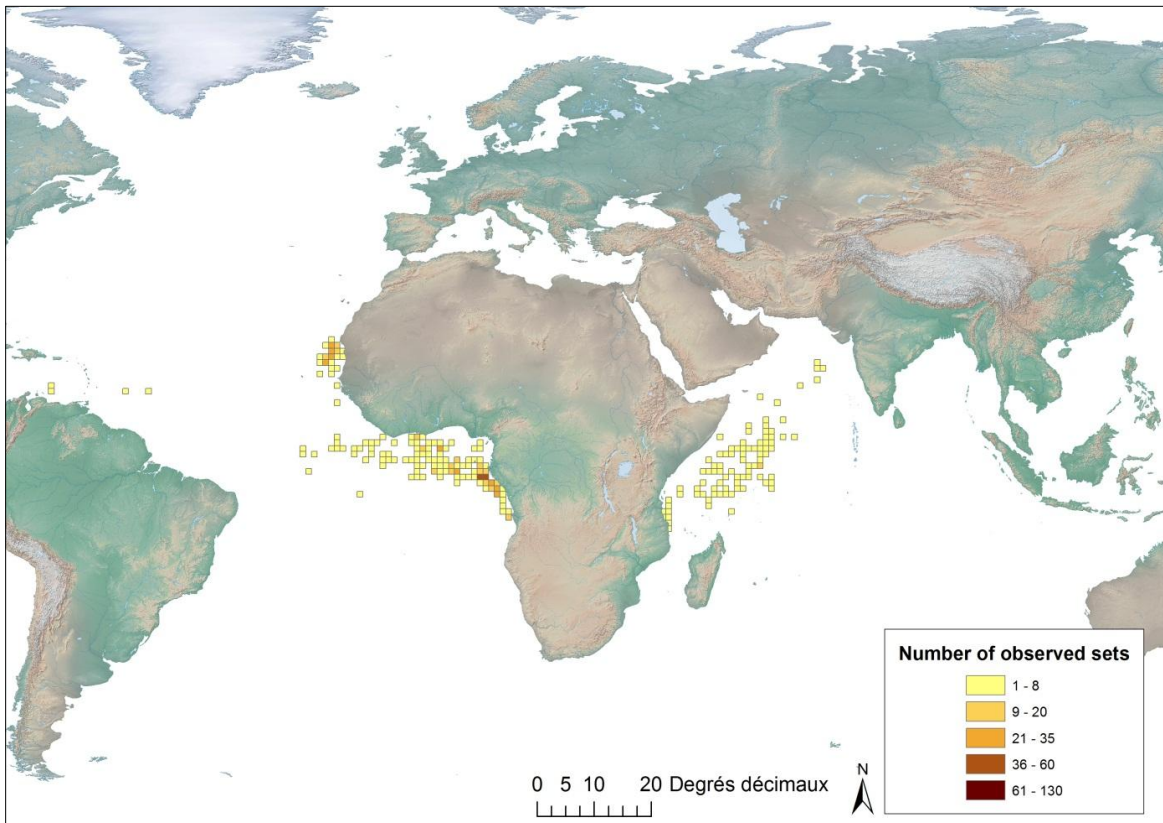 Number of observed sets
1 - 8
9 - 20
21 - 35
36 - 60
61 - 130
0 5 10 20 Degrés décimaux
N